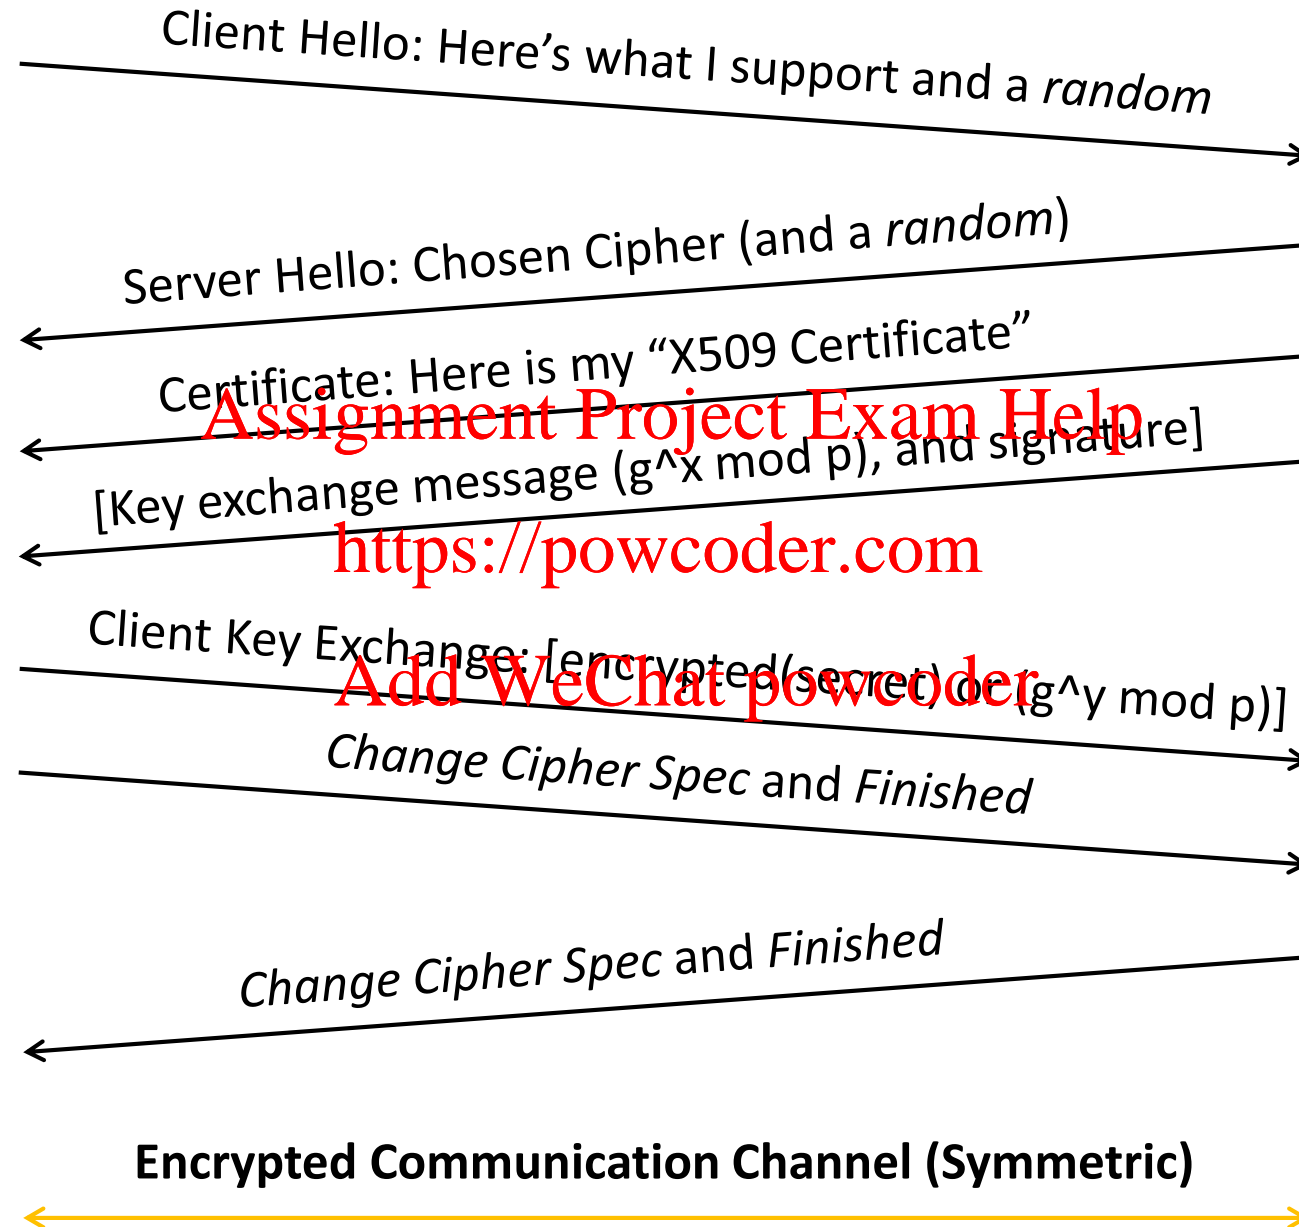 Client Hello: Here’s what I support and a random
Server Hello: Chosen Cipher (and a random)
Certificate: Here is my “X509 Certificate”
Assignment Project Exam Help
[Key exchange message (g^x mod p), and signature]
https://powcoder.com
Client Key Exchange: [encrypted(secret) or (g^y mod p)]
Add WeChat powcoder
Change Cipher Spec and Finished
Change Cipher Spec and Finished
Encrypted Communication Channel (Symmetric)